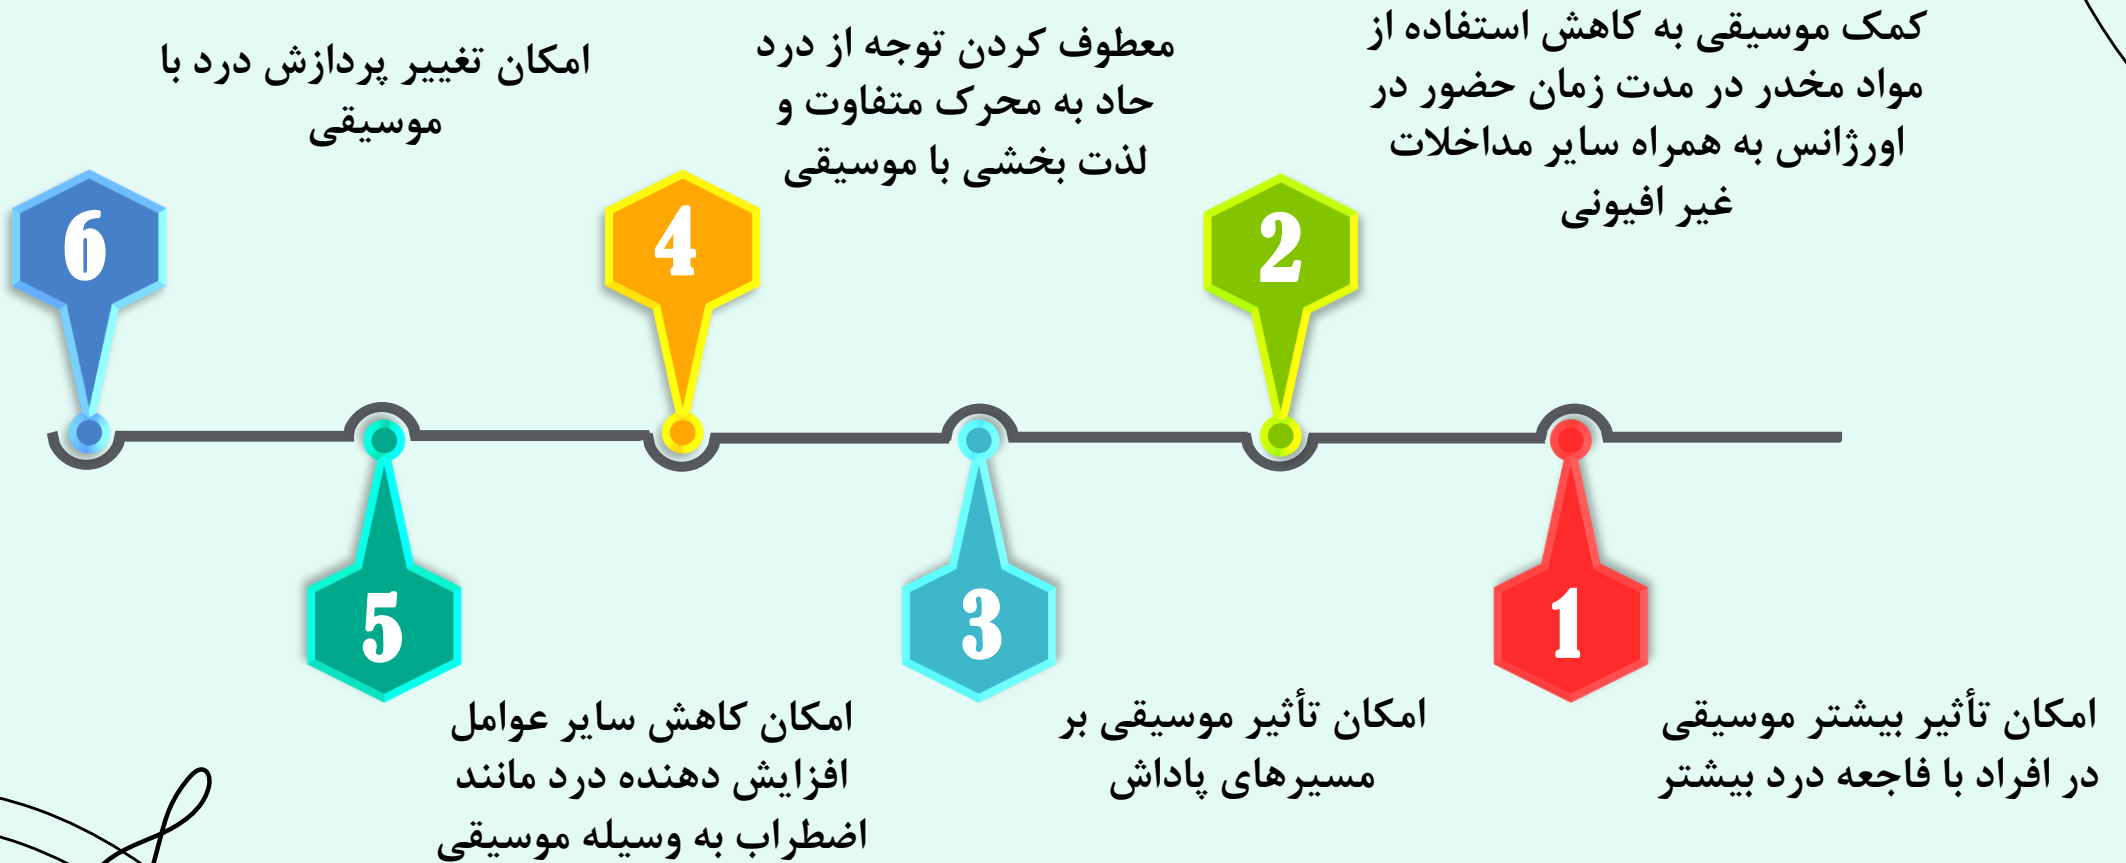 1
امکان تأثیر بیشتر موسیقی
در افراد با فاجعه درد بیشتر
2
کمک موسیقی به کاهش استفاده از
مواد مخدر در مدت زمان حضور در
اورژانس به همراه سایر مداخلات
غیر افیونی
3
امکان تأثیر موسیقی بر
مسیرهای پاداش
4
معطوف کردن توجه از درد
حاد به محرک متفاوت و
لذت بخشی با موسیقی
5
امکان کاهش سایر عوامل
افزایش دهنده درد مانند
اضطراب به وسیله موسیقی
6
امکان تغییر پردازش درد با
موسیقی